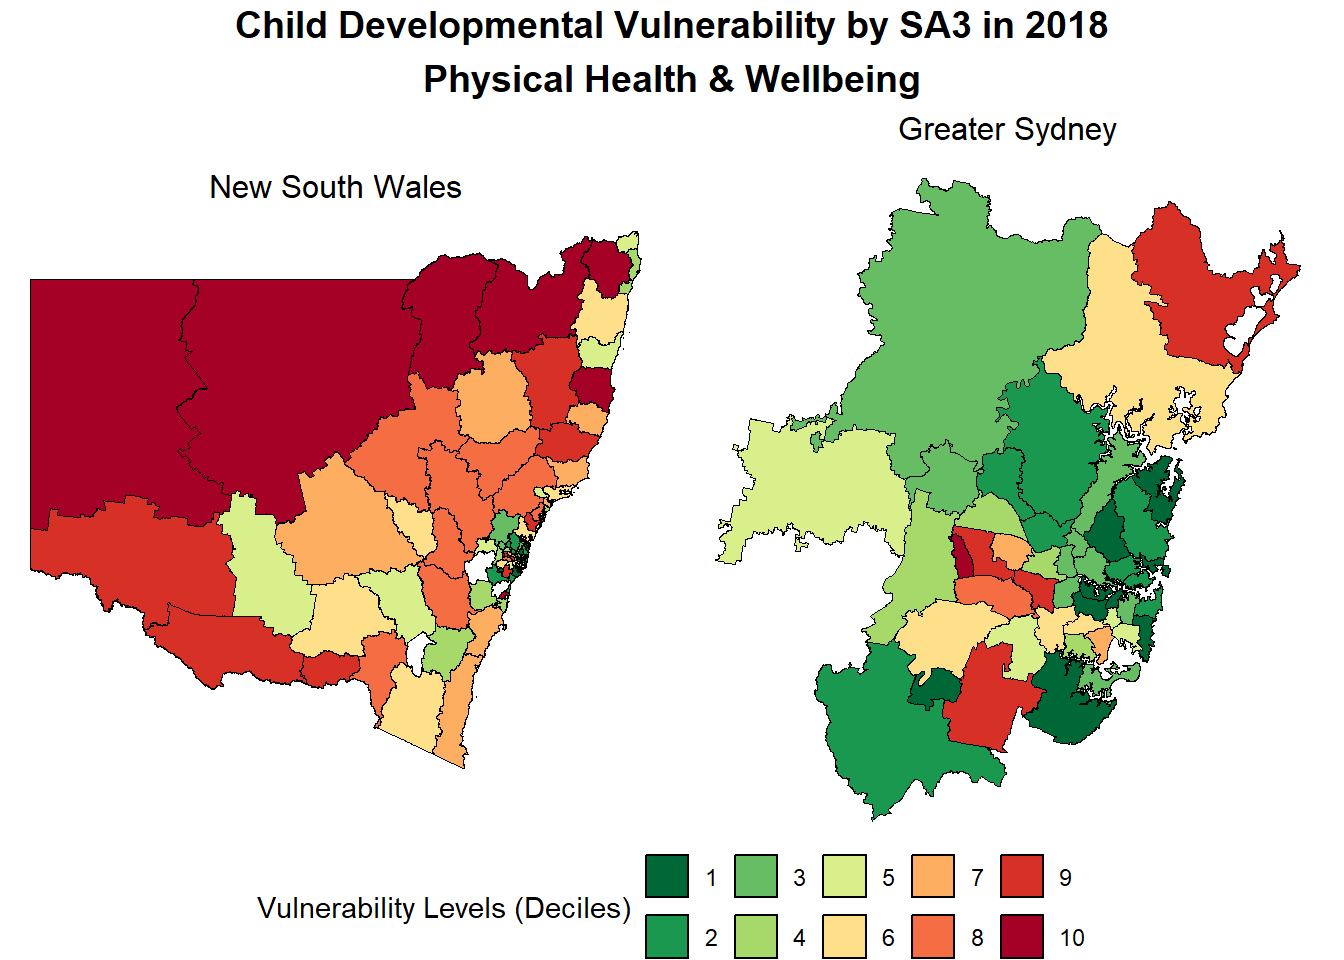 Child Developmental Vulnerability by SA3 in 2018
Physical Health & Wellbeing
Greater Sydney
New South Wales
Vulnerability Levels (Deciles)
1 3 5 7 9
2 4 6 8 10